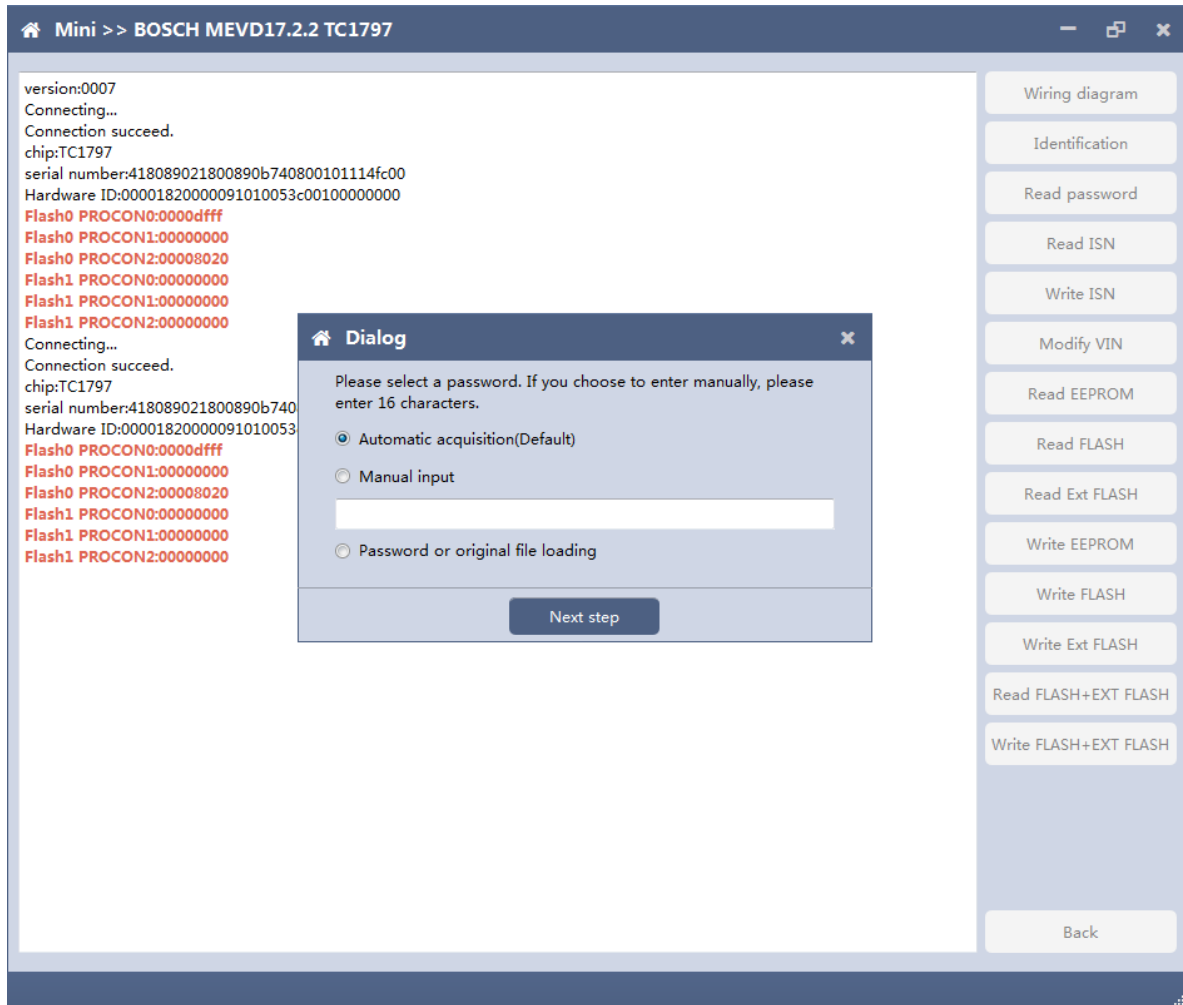 Mini >> BOSCH MEVD17.2.2 TC1797
version:0007
Connecting...
Connection succeed.
chip:TC1797
serial number:418089021800890b740800101114fc00
Hardware ID:00001820000091010053c00100000000
Flash0 PROCON0:0000dfff
Flash0 PROCON1:00000000
Flash0 PROCON2:00008020
Flash1 PROCON0:00000000
Flash1 PROCON1:00000000
Flash1 PROCON2:00000000
Connecting...
Connection succeed.
chip:TC1797
serial number:418089021800890b740
Hardware ID:00001820000091010053
Flash0 PROCON0:0000dfff
Flash0 PROCON1:00000000
Flash0 PROCON2:00008020
Flash1 PROCON0:00000000
Flash1 PROCON1:00000000
Flash1 PROCON2:00000000
Dialog
Please select a password. If you choose to enter manually, please
enter 16 characters.
Automatic acquisition(Default)
Manual input
Password or original file loading
Next step
Wiring diagram
Identification
Read password
Read ISN
Write ISN
Modify VIN
Read EEPROM
Read FLASH
Read Ext FLASH
Write EEPROM
Write FLASH
Write Ext FLASH
Read FLASH+EXT FLASH
Write FLASH+EXT FLASH
Back